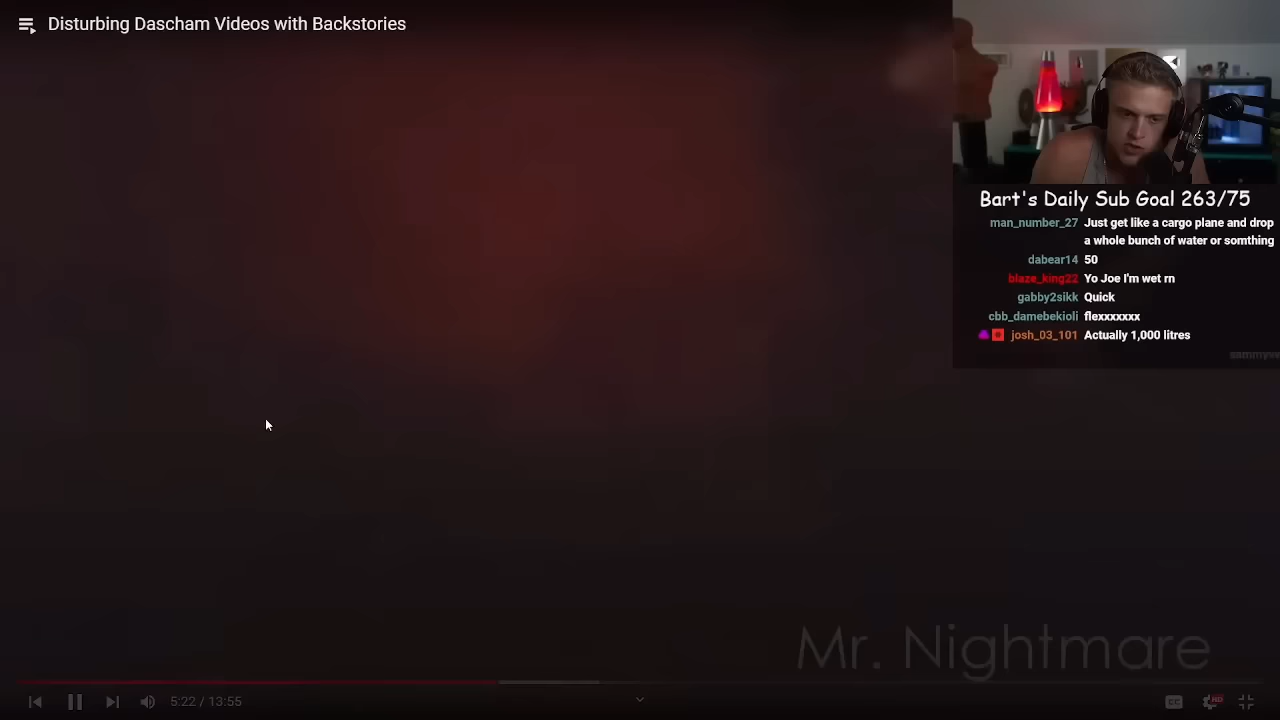 Disturbing Dascham Videos with Backstories
Bart's Daily Sub Goal 263/75
man_number_27 Just get like a cargo plane and drop
a whole bunch of water or somthing
dabear14 50
blaze_king22 Yo Joe I'm wet rn
gabby2sikk Quick
cbb_damebekioli flexxxxxxx
josh_03_101 Actually 1,000 litres
Mr. Nightmare
5:22 / 13:55
CC
HD